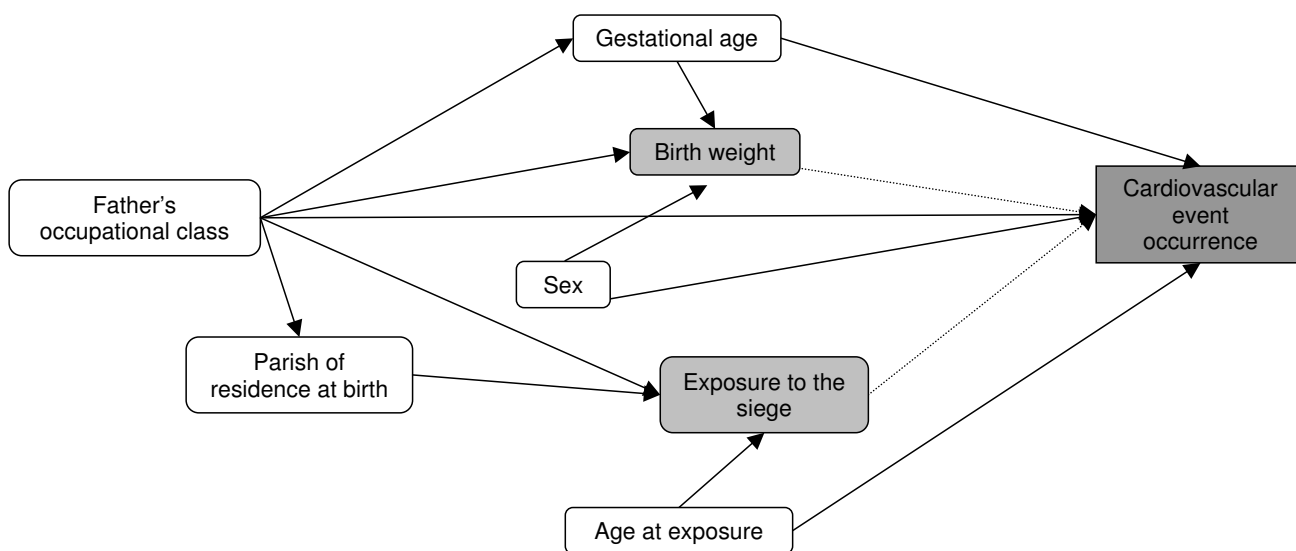 Gestational age
Birth weight
Father’s
occupational class
Cardiovascular
event
occurrence
Sex
Parish of
residence at birth
Exposure to the
siege
Age at exposure